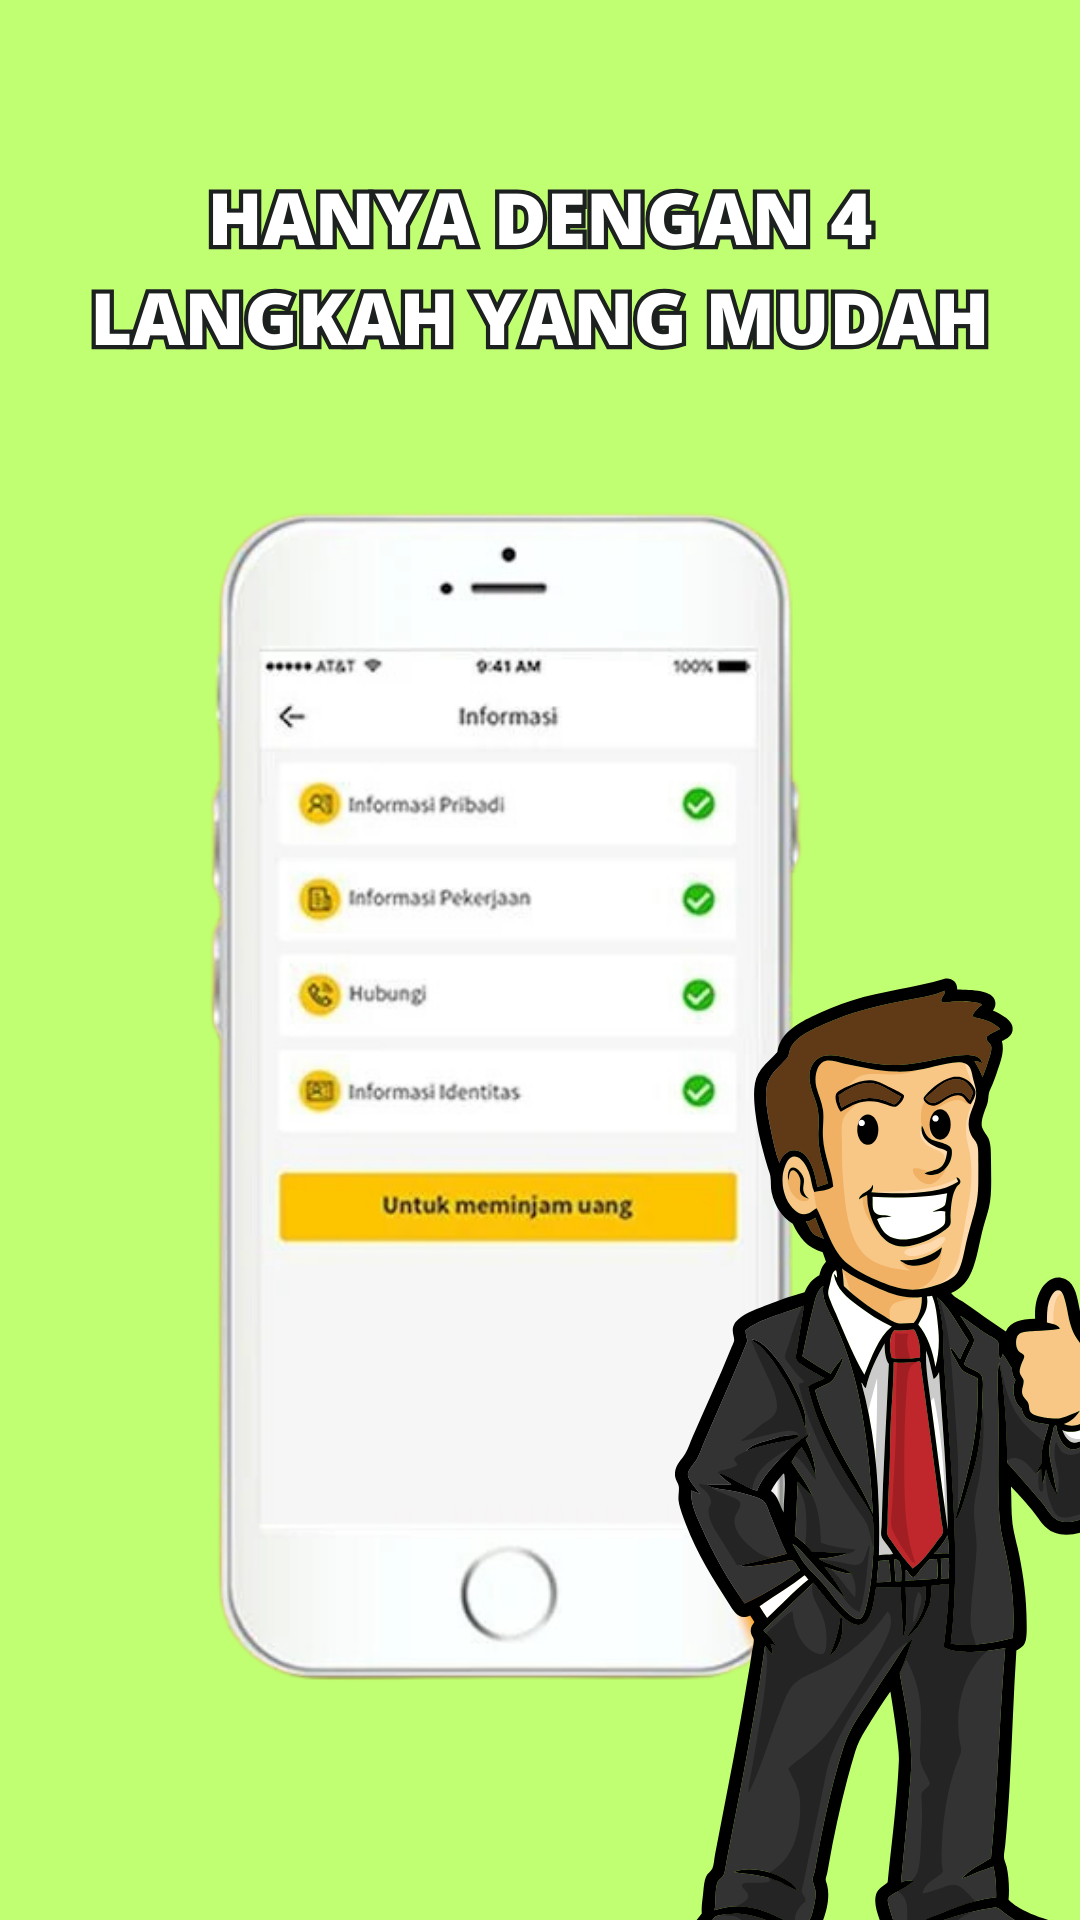 HANYA DENGAN 4
LANGKAH YANG MUDAH
AT&T 9:41 AM 100%
Informasi
Informasi Pribadi
Informasi Pekerjaan
Hubungi
Informasi Identitas
Untuk meminjam uang